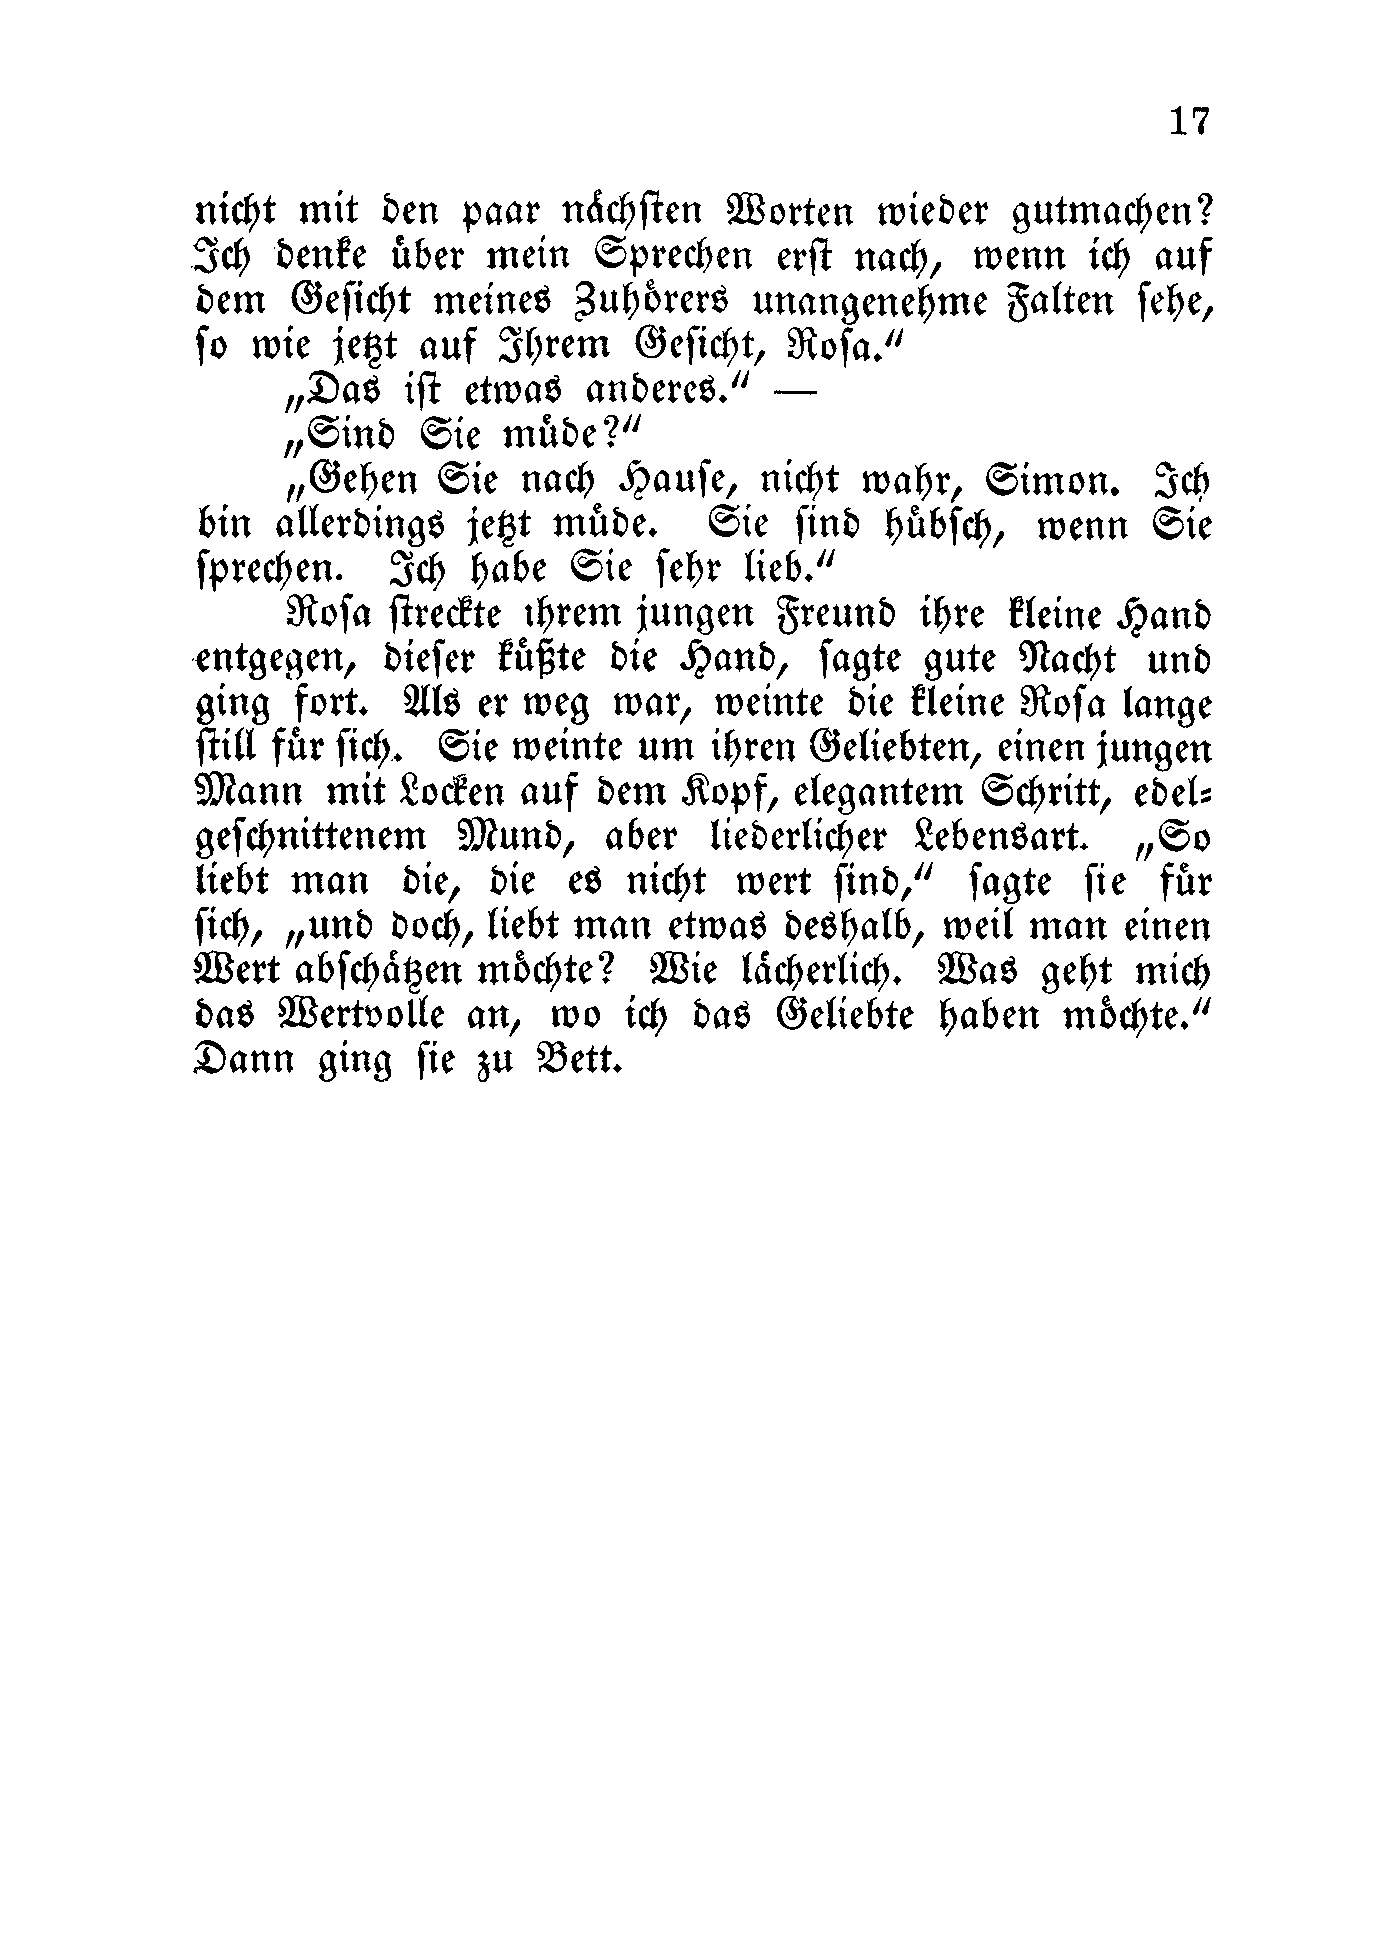 17
nicht mit den paar nächsten Worten wieder gutmachen?
Ich denke über mein Sprechen erst nach, wenn ich auf
dem Gesicht meines Zuhörers unangenehme Falten sehe,
so wie jetzt auf Ihrem Gesicht, Rosa.“
„Das ist etwas anderes.“ —
„Sind Sie müde?“
„Gehen Sie nach Hause, nicht wahr, Simon. Ich
bin allerdings jetzt müde. Sie sind hübsch, wenn Sie
sprechen. Ich habe Sie sehr lieb.“
Rosa streckte ihrem jungen Freund ihre kleine Hand
entgegen, dieser küßte die Hand, sagte gute Nacht und
ging fort. Als er weg war, weinte die kleine Rosa lange
still für sich. Sie weinte um ihren Geliebten, einen jungen
Mann mit Locken auf dem Kopf, elegantem Schritt, edel-
geschnittenem Mund, aber liederlicher Lebensart. „So
liebt man die, die es nicht wert sind,“ sagte sie für
sich, „und doch, liebt man etwas deshalb, weil man einen
Wert abschätzen möchte? Wie lächerlich. Was geht mich
das Wertvolle an, wo ich das Geliebte haben möchte.“
Dann ging sie zu Bett.